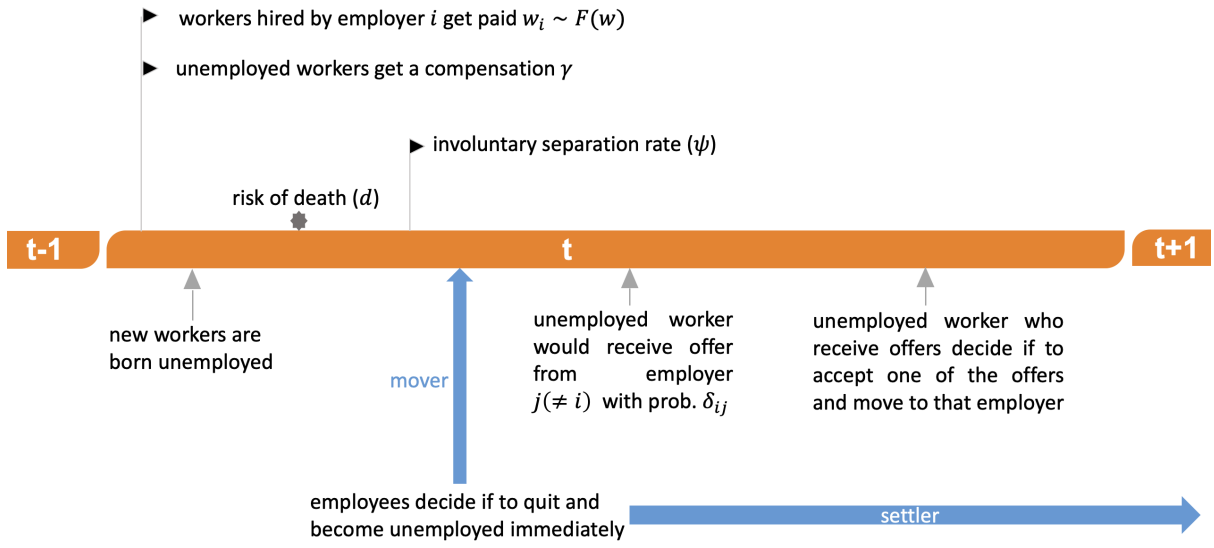 workers hired by employer i get paid w_i ~ F(w)
unemployed workers get a compensation γ
involuntary separation rate (ψ)
risk of death (d)
t-1
t
t+1
new workers are
born unemployed
mover
unemployed worker
would receive offer
from employer
j(≠ i) with prob. δ_ij
unemployed worker who
receive offers decide if to
accept one of the offers
and move to that employer
employees decide if to quit and
become unemployed immediately
settler